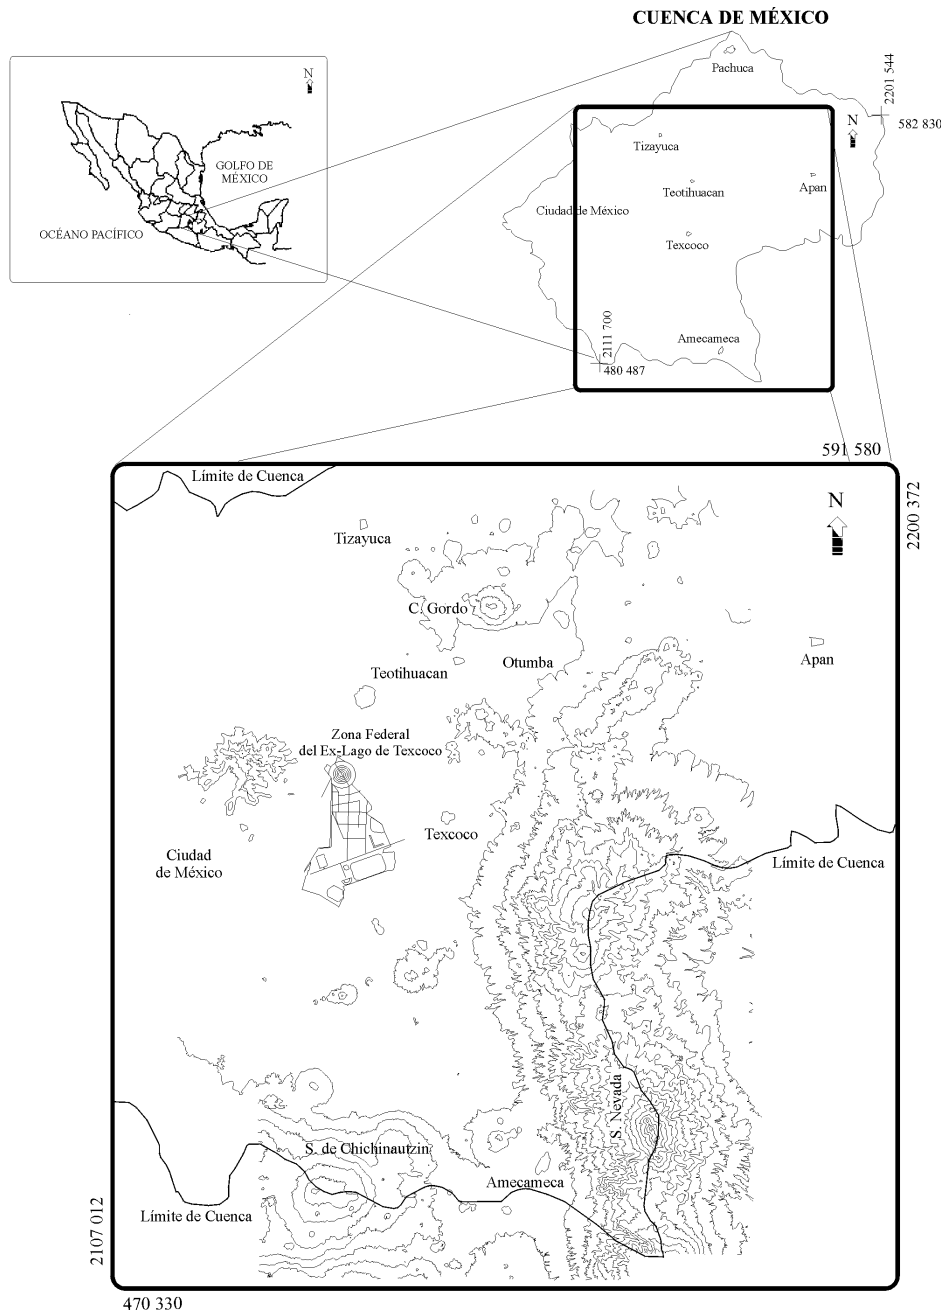 CUENCA DE MÉXICO
N
GOLFO DE
MÉXICO
OCÉANO PACÍFICO
Pachuca
2201 544
582 830
N
Tizayuca
Teotihuacan
Apan
Ciudad de México
Texcoco
2111 700
Amecameca
480 487
591 580
2200 372
Límite de Cuenca
N
Tizayuca
C. Gordo
Otumba
Apan
Teotihuacan
Zona Federal
del Ex-Lago de Texcoco
Texcoco
Ciudad
de México
Límite de Cuenca
S. Nevada
S. de Chichinautzin
Amecameca
Límite de Cuenca
2107 012
470 330